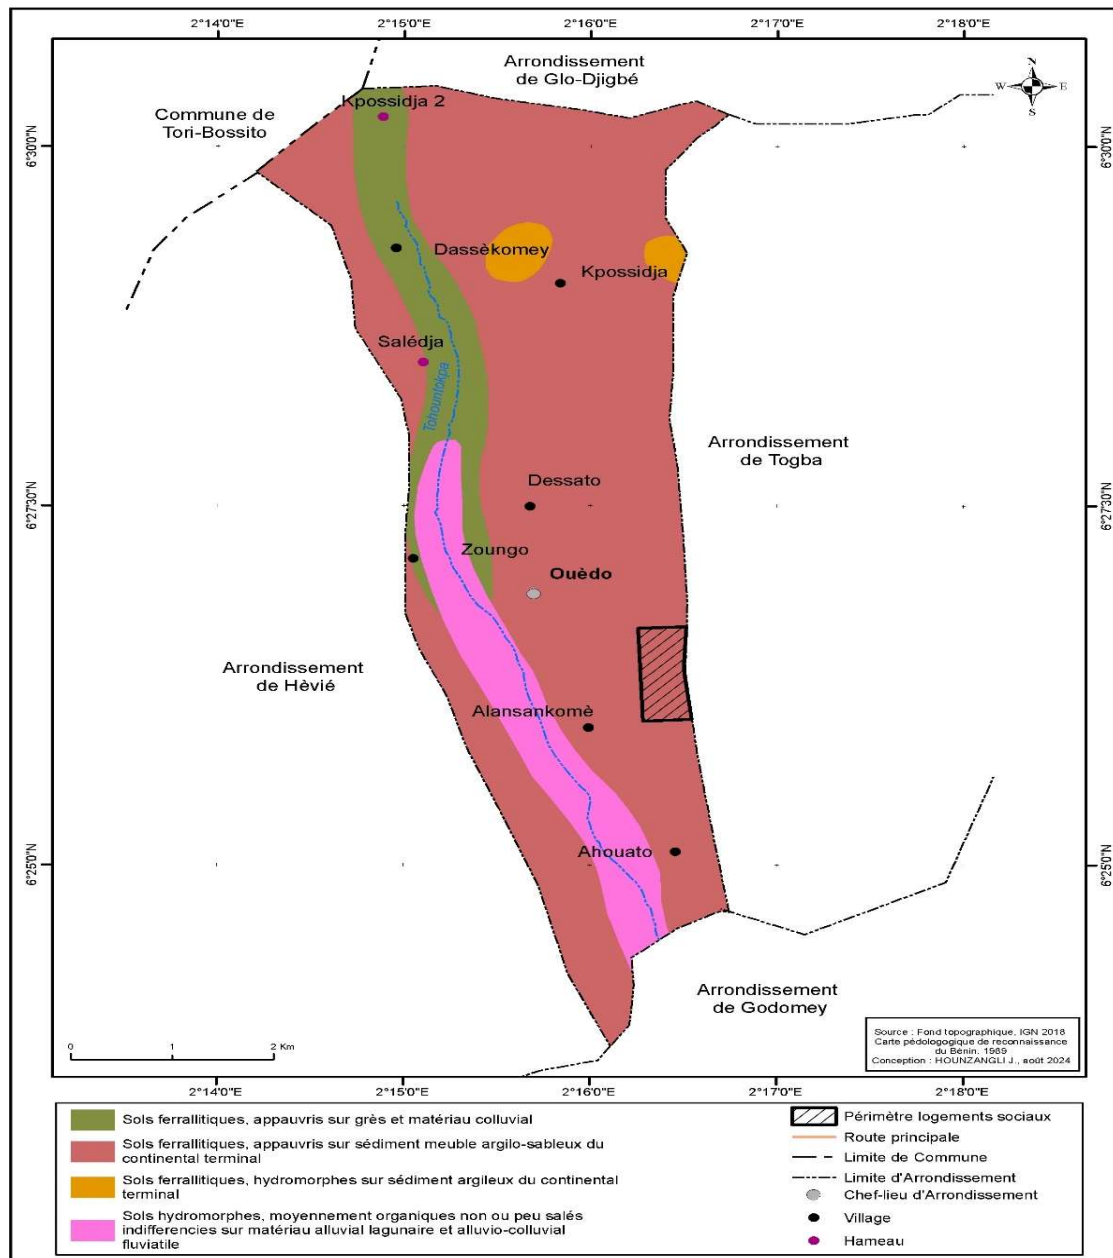 2°14'0"E 2°15'0"E 2°16'0"E 2°17'0"E 2°18'0"E
Arrondissement
de Glo-Djigbé
N
W E
S
Kpossidja 2
Commune de
Tori-Bossito
6°30'0"N 6°30'0"N
Dassèkomey
Kpossidja
Salédja
Tohountokpa
Arrondissement
de Togba
Dessato
6°27'30"N 6°27'30"N
Zoungo
Ouèdo
Arrondissement
de Hèvié
Alansankomè
Ahouato
6°25'0"N 6°25'0"N
Arrondissement
de Godomey
Source : Fond topographique, IGN 2018
Carte pédologogique de reconnaissance
du Bénin. 1989
Conception : HOUNZANGLI J., août 2024
0 1 2 Km
2°14'0"E 2°15'0"E 2°16'0"E 2°17'0"E 2°18'0"E
Sols ferrallitiques, appauvris sur grès et matériau colluvial
Sols ferrallitiques, appauvris sur sédiment meuble argilo-sableux du
continental terminal
Sols ferrallitiques, hydromorphes sur sédiment argileux du continental
terminal
Sols hydromorphes, moyennement organiques non ou peu salés
indifferencies sur matériau alluvial lagunaire et alluvio-colluvial
fluviatile
Périmètre logements sociaux
Route principale
Limite de Commune
Limite d'Arrondissement
Chef-lieu d'Arrondissement
Village
Hameau